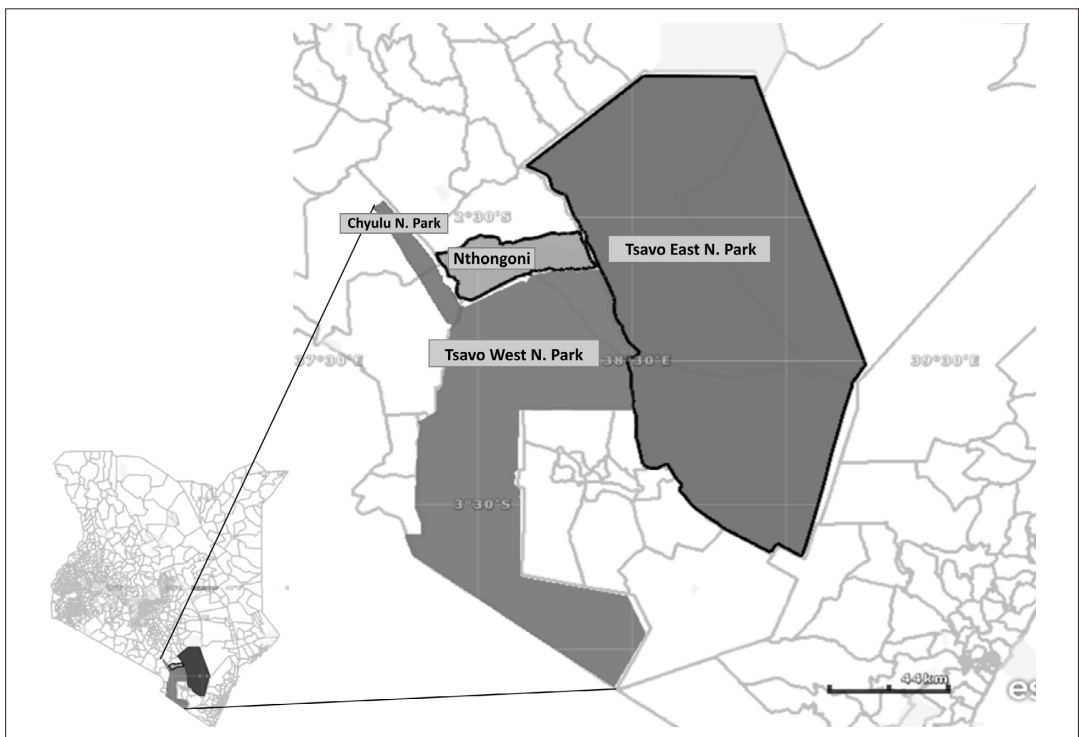 Chyulu N. Park
2°30'S
Nthongoni
Tsavo East N. Park
Tsavo West N. Park
37°30'E
38°30'E
39°30'E
3°30'S
44km
es